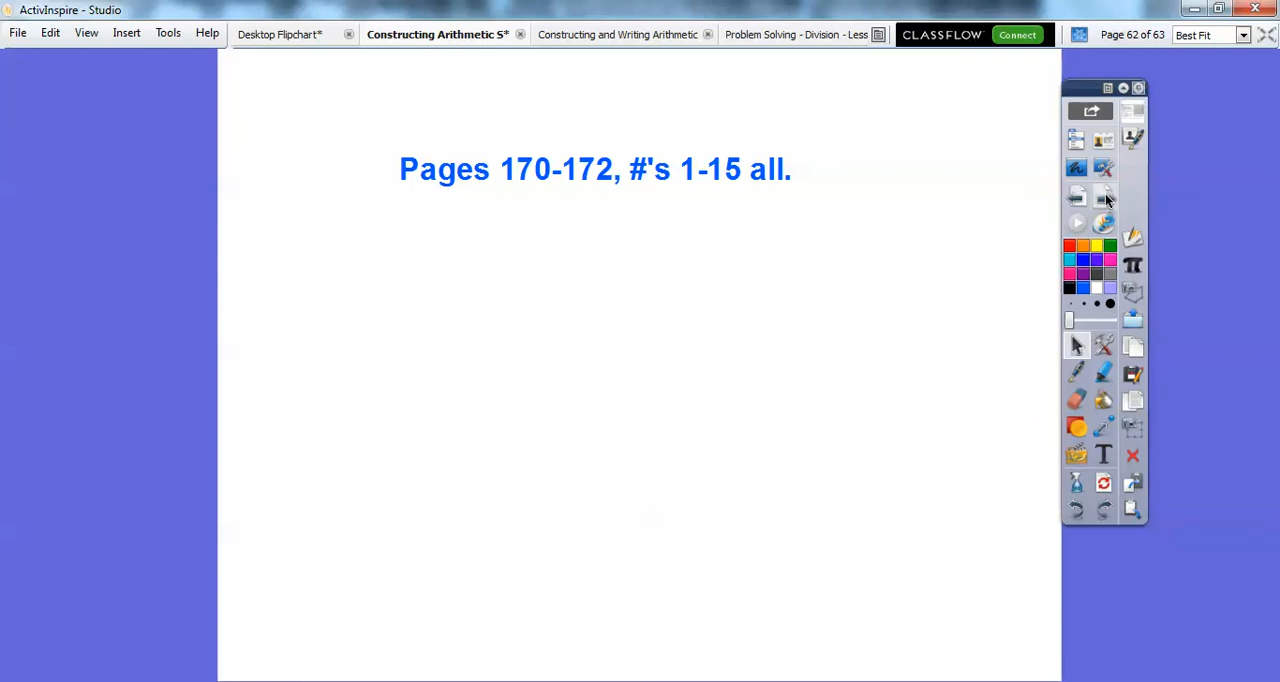 ActivInspire - Studio
File Edit View Insert Tools Help
Desktop Flipchart*
Constructing Arithmetic S*
Constructing and Writing Arithmetic
Problem Solving - Division - Less
CLASSFLOW Connect
Page 62 of 63
Best Fit
Pages 170-172, #'s 1-15 all.
T